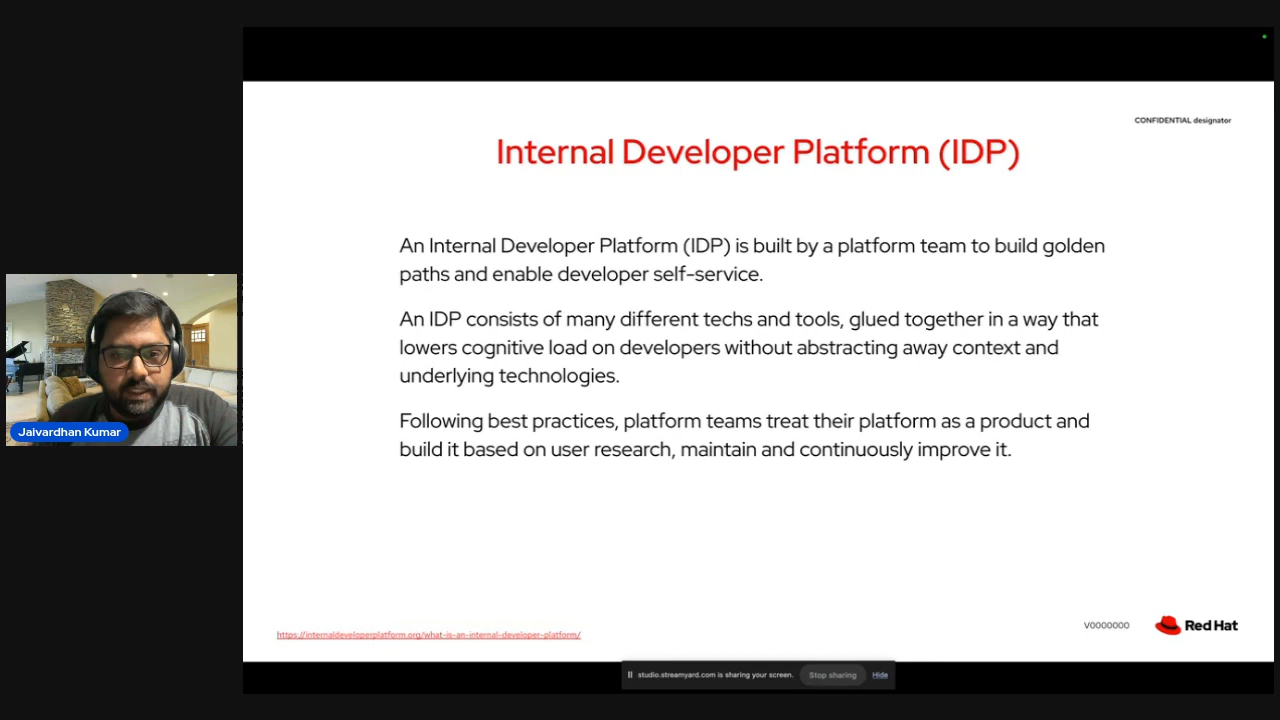 CONFIDENTIAL designator
Internal Developer Platform (IDP)
An Internal Developer Platform (IDP) is built by a platform team to build golden
paths and enable developer self-service.
An IDP consists of many different techs and tools, glued together in a way that
lowers cognitive load on developers without abstracting away context and
underlying technologies.
Following best practices, platform teams treat their platform as a product and
build it based on user research, maintain and continuously improve it.
Jaivardhan Kumar
https://internaldeveloperplatform.org/what-is-an-internal-developer-platform/
V0000000
Red Hat
studio.streamyard.com is sharing your screen.
Stop sharing
Hide